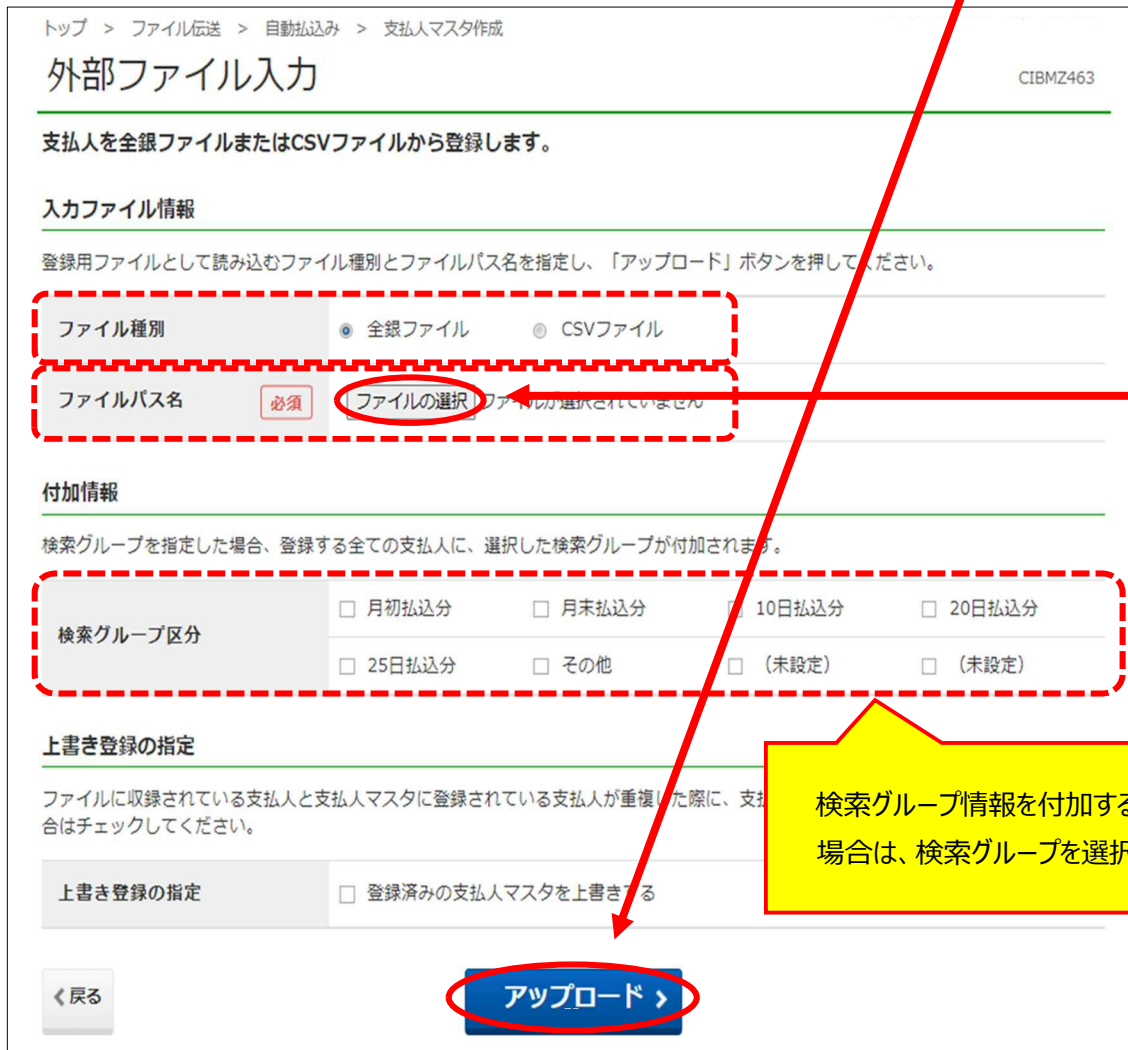 トップ > ファイル伝送 > 自動払込み > 支払人マスタ作成
外部ファイル入力
CIBMZ463
支払人を全銀ファイルまたはCSVファイルから登録します。
入力ファイル情報
登録用ファイルとして読み込むファイル種別とファイルパス名を指定し、「アップロード」ボタンを押してください。
ファイル種別 全銀ファイル CSVファイル
ファイルパス名 必須 ファイルの選択 ファイルが選択されていません
付加情報
検索グループを指定した場合、登録する全ての支払人に、選択した検索グループが付加されます。
検索グループ区分
月初払込分 月末払込分 10日払込分 20日払込分
25日払込分 その他 (未設定) (未設定)
上書き登録の指定
ファイルに収録されている支払人と支払人マスタに登録されている支払人が重複した際に、支払
合はチェックしてください。
検索グループ情報を付加する
場合は、検索グループを選択
上書き登録の指定 登録済みの支払人マスタを上書きする
戻る
アップロード